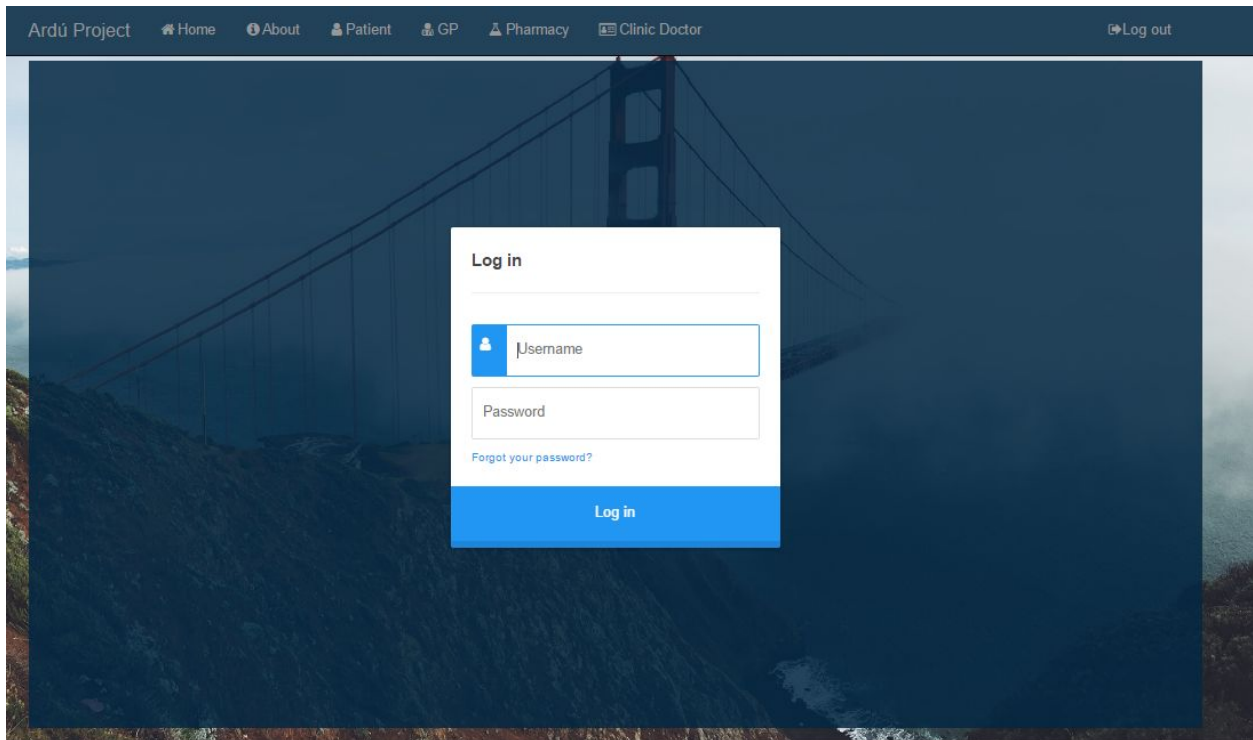 Ardú Project Home About Patient GP Pharmacy Clinic Doctor Log out
Log in
Username
Password
Forgot your password?
Log in